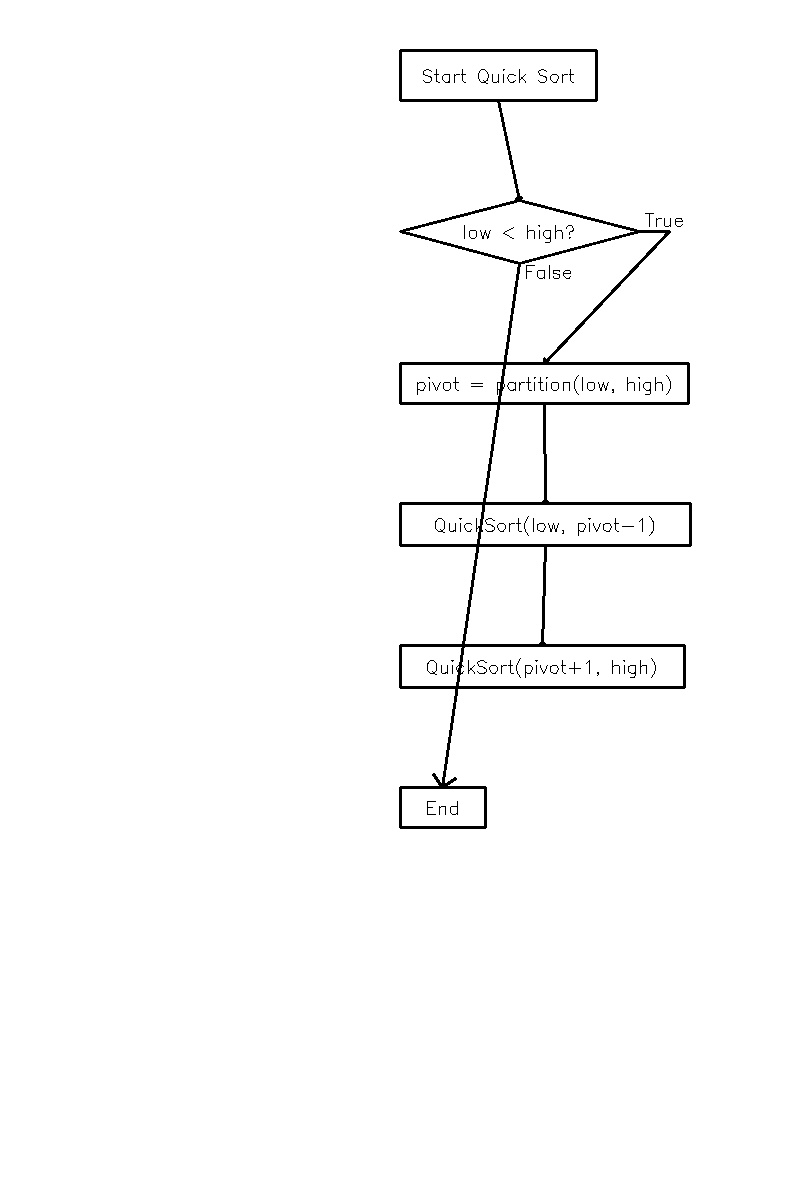 Start Quick Sort
low < high?
True
False
pivot = partition(low, high)
QuickSort(low, pivot-1)
QuickSort(pivot+1, high)
End